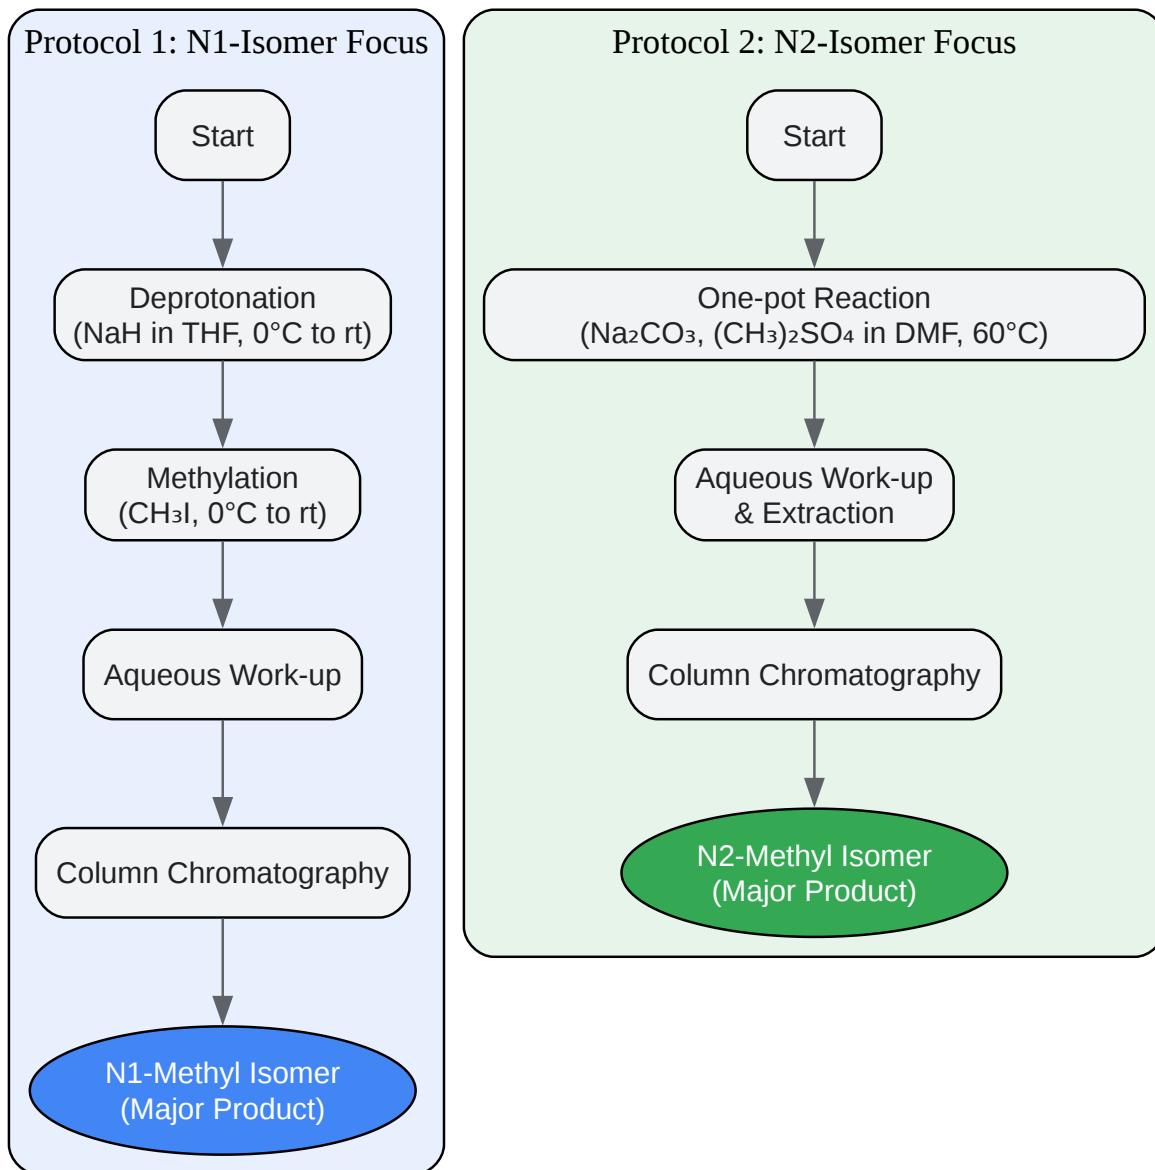 Protocol 1: N1-Isomer Focus
Start
Deprotonation
(NaH in THF, 0°C to rt)
Methylation
(CH₃I, 0°C to rt)
Aqueous Work-up
Column Chromatography
N1-Methyl Isomer
(Major Product)
Protocol 2: N2-Isomer Focus
Start
One-pot Reaction
(Na₂CO₃, (CH₃)₂SO₄ in DMF, 60°C)
Aqueous Work-up
& Extraction
Column Chromatography
N2-Methyl Isomer
(Major Product)